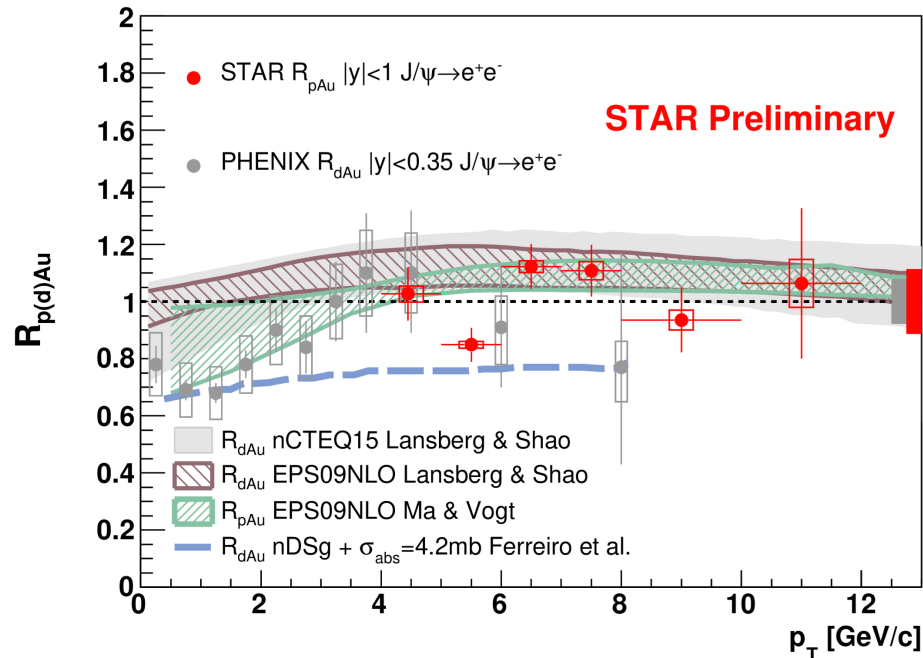 2
1.8
1.6
1.4
1.2
1
0.8
0.6
0.4
0.2
0
R_p(d)Au
STAR R_pAu |y|<1 J/ψ→e⁺e⁻
STAR Preliminary
PHENIX R_dAu |y|<0.35 J/ψ→e⁺e⁻
R_dAu nCTEQ15 Lansberg & Shao
R_dAu EPS09NLO Lansberg & Shao
R_pAu EPS09NLO Ma & Vogt
R_dAu nDSg + σ_abs=4.2mb Ferreiro et al.
0 2 4 6 8 10 12
p_T [GeV/c]